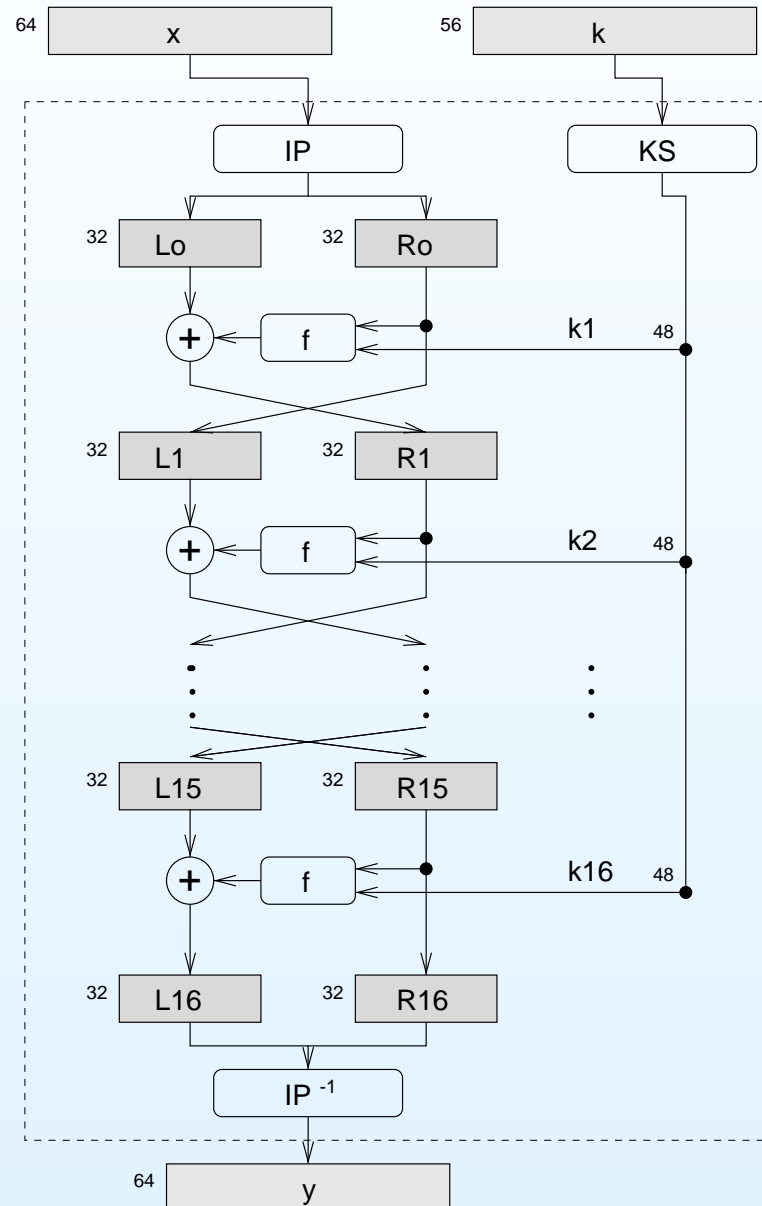 64 x 56 k
IP KS
32 Lo 32 Ro
+ f k1 48
32 L1 32 R1
+ f k2 48
32 L15 32 R15
+ f k16 48
32 L16 32 R16
IP -1
64 y